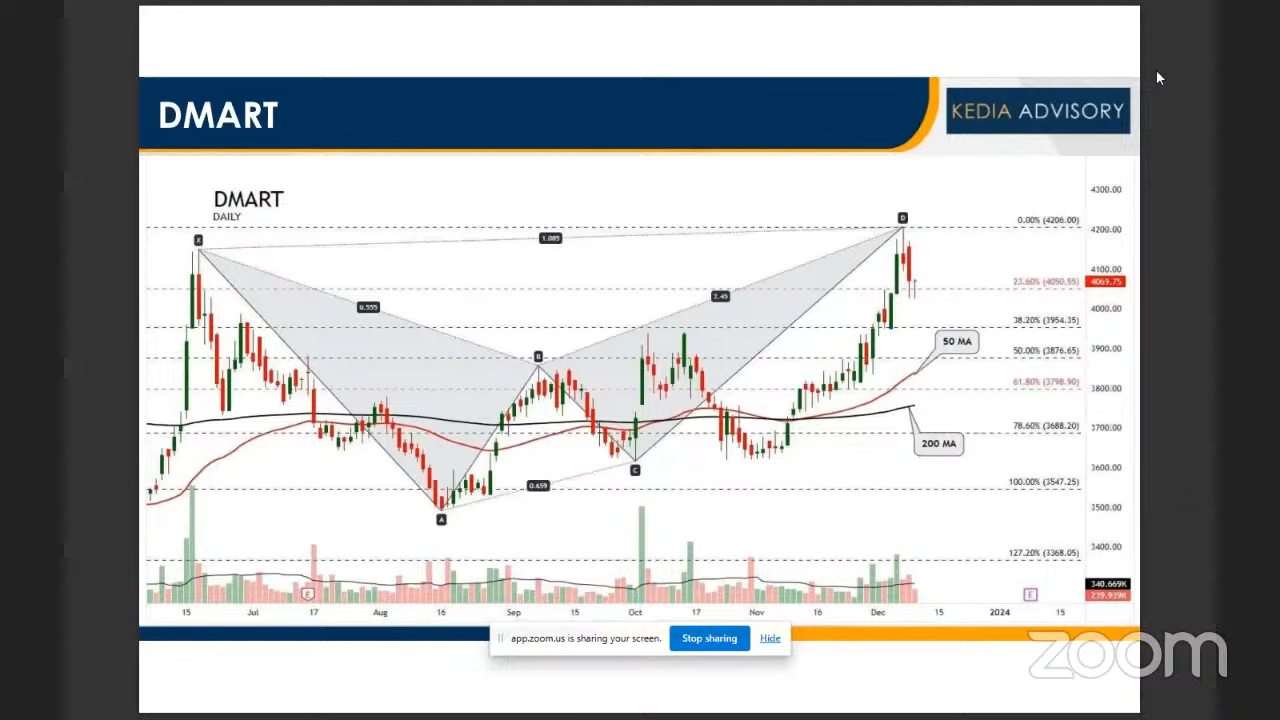 DMART
KEDIA ADVISORY
DMART
DAILY
4300.00
X
D
0.00% (4206.00)
4200.00
1.085
4100.00
23.60% (4050.55)
4069.75
2.45
0.555
4000.00
38.20% (3954.35)
50 MA
3900.00
50.00% (3876.65)
B
61.80% (3798.90)
3800.00
78.60% (3688.20)
3700.00
200 MA
C
3600.00
100.00% (3547.25)
0.659
A
3500.00
127.20% (3368.05)
3400.00
340.669K
239.939K
E
E
15 Jul 17 Aug 16 Sep 15 Oct 17 Nov 16 Dec 15 2024 15
app.zoom.us is sharing your screen. Stop sharing Hide
zoom